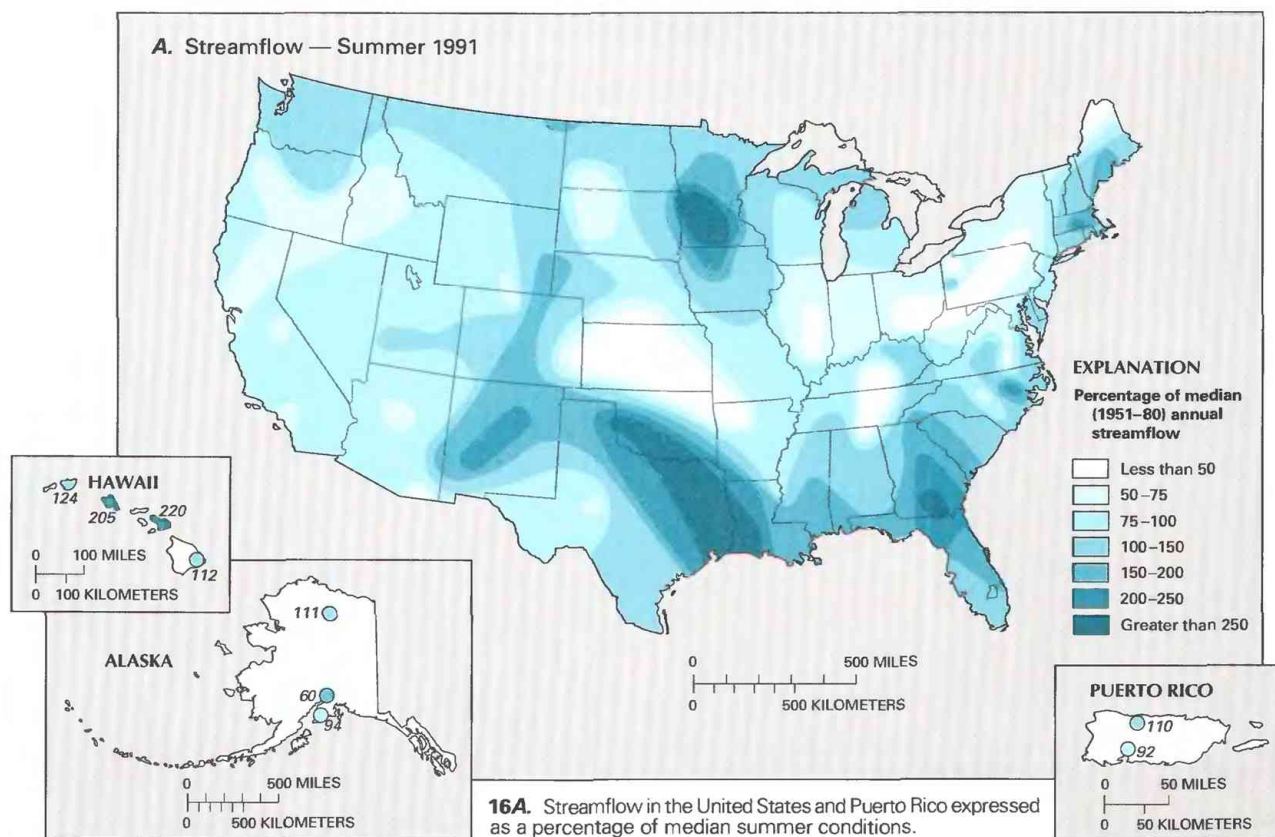 A. Streamflow — Summer 1991
EXPLANATION
Percentage of median
(1951–80) annual
streamflow
Less than 50
50–75
75–100
100–150
150–200
200–250
Greater than 250
0 500 MILES
0 500 KILOMETERS
HAWAII
124
205
220
112
0 100 MILES
0 100 KILOMETERS
ALASKA
111
60
94
0 500 MILES
0 500 KILOMETERS
PUERTO RICO
110
92
0 50 MILES
0 50 KILOMETERS
16A. Streamflow in the United States and Puerto Rico expressed
as a percentage of median summer conditions.